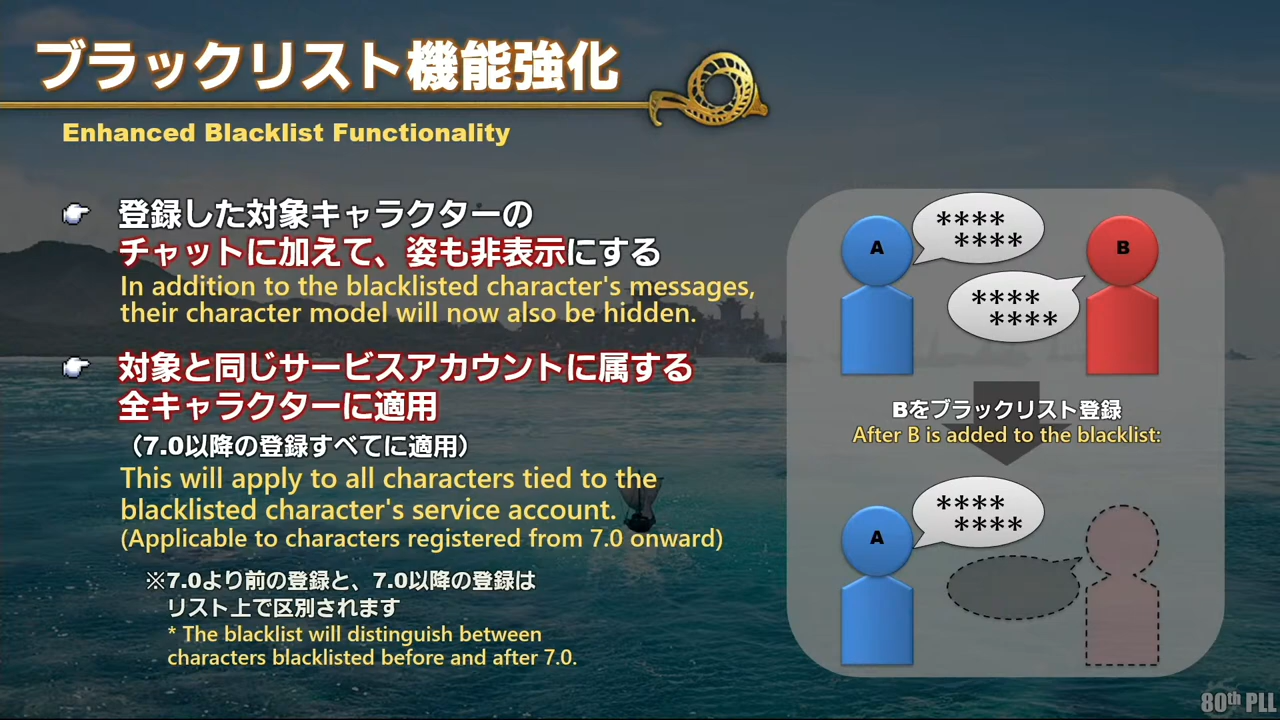 ブラックリスト機能強化
Enhanced Blacklist Functionality
登録した対象キャラクターの
チャットに加えて、姿も非表示にする
In addition to the blacklisted character's messages,
their character model will now also be hidden.
対象と同じサービスアカウントに属する
全キャラクターに適用
（7.0以降の登録すべてに適用）
This will apply to all characters tied to the
blacklisted character's service account.
(Applicable to characters registered from 7.0 onward)
※7.0より前の登録と、7.0以降の登録は
リスト上で区別されます
* The blacklist will distinguish between
characters blacklisted before and after 7.0.
A
****
****
B
****
****
Bをブラックリスト登録
After B is added to the blacklist:
A
****
****
80th PLL